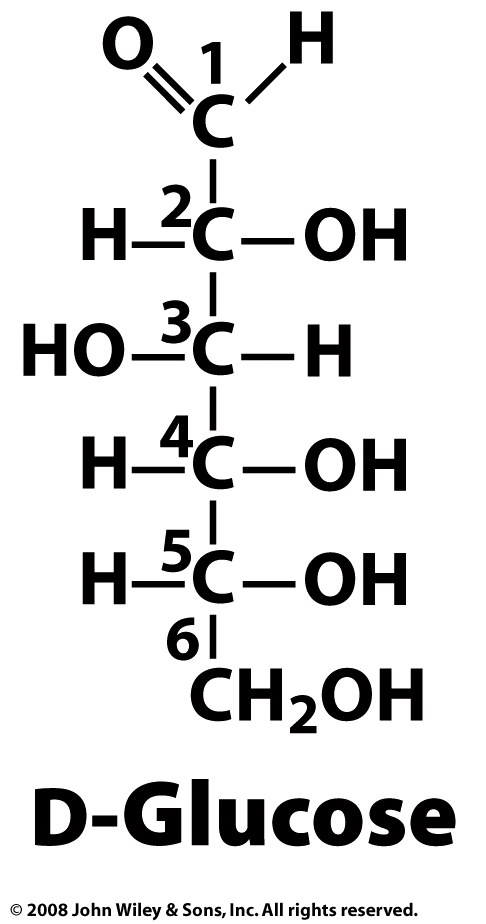 O 1 H
C
2
H C OH
3
HO C H
4
H C OH
5
H C OH
6
CH₂OH
D-Glucose
© 2008 John Wiley & Sons, Inc. All rights reserved.